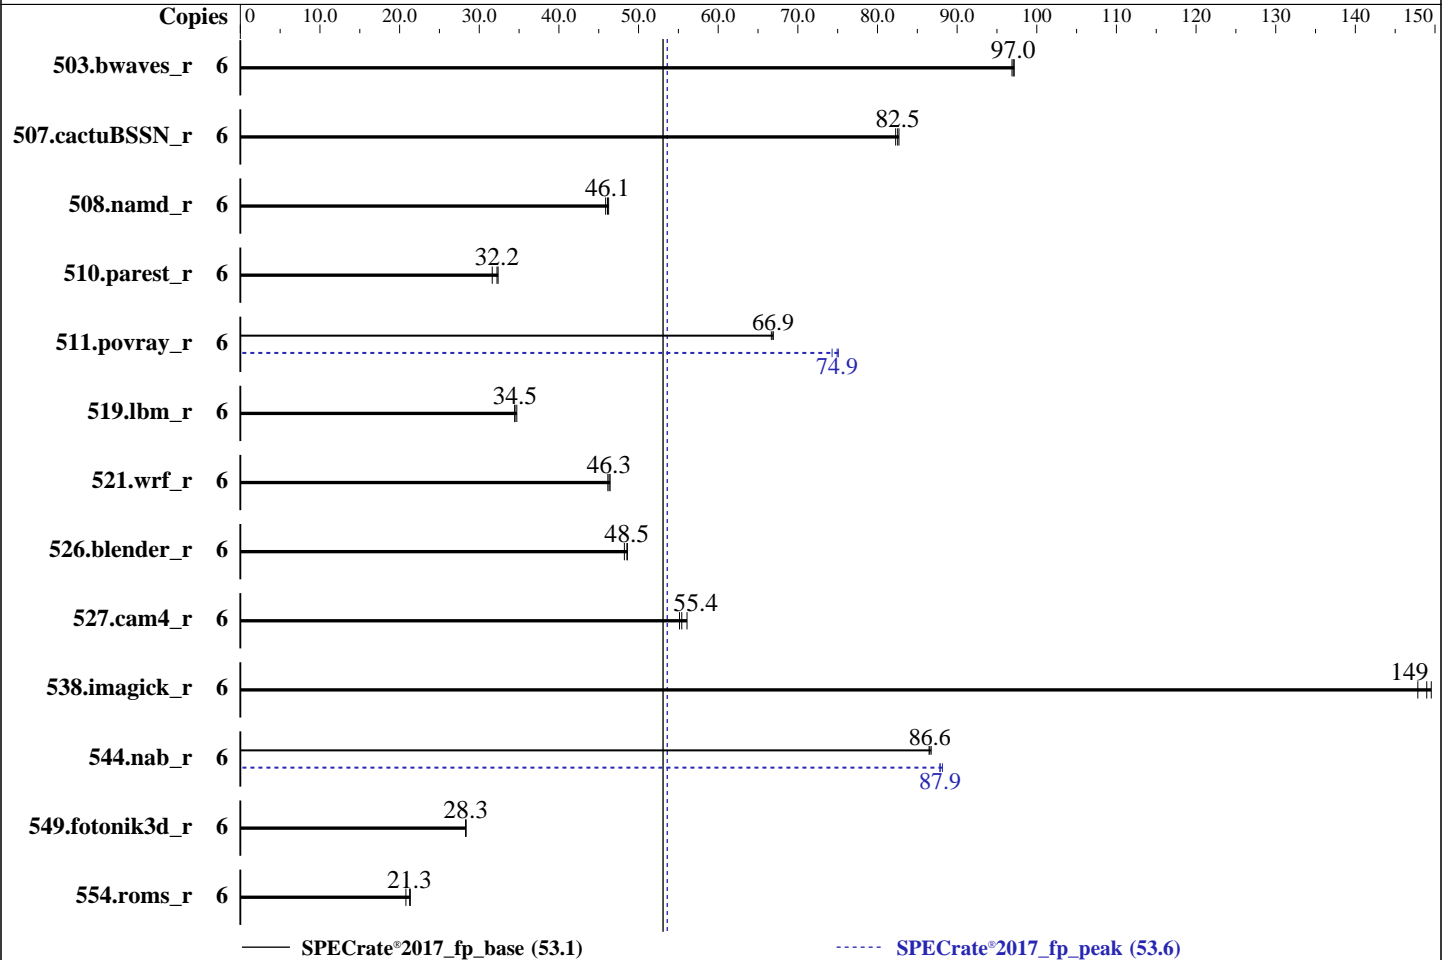 Copies 0 10.0 20.0 30.0 40.0 50.0 60.0 70.0 80.0 90.0 100 110 120 130 140 150
97.0
503.bwaves_r 6
82.5
507.cactuBSSN_r 6
46.1
508.namd_r 6
32.2
510.parest_r 6
66.9
511.povray_r 6
74.9
34.5
519.lbm_r 6
46.3
521.wrf_r 6
48.5
526.blender_r 6
55.4
527.cam4_r 6
149
538.imagick_r 6
86.6
544.nab_r 6
87.9
28.3
549.fotonik3d_r 6
21.3
554.roms_r 6
SPECrate®2017_fp_base (53.1) SPECrate®2017_fp_peak (53.6)